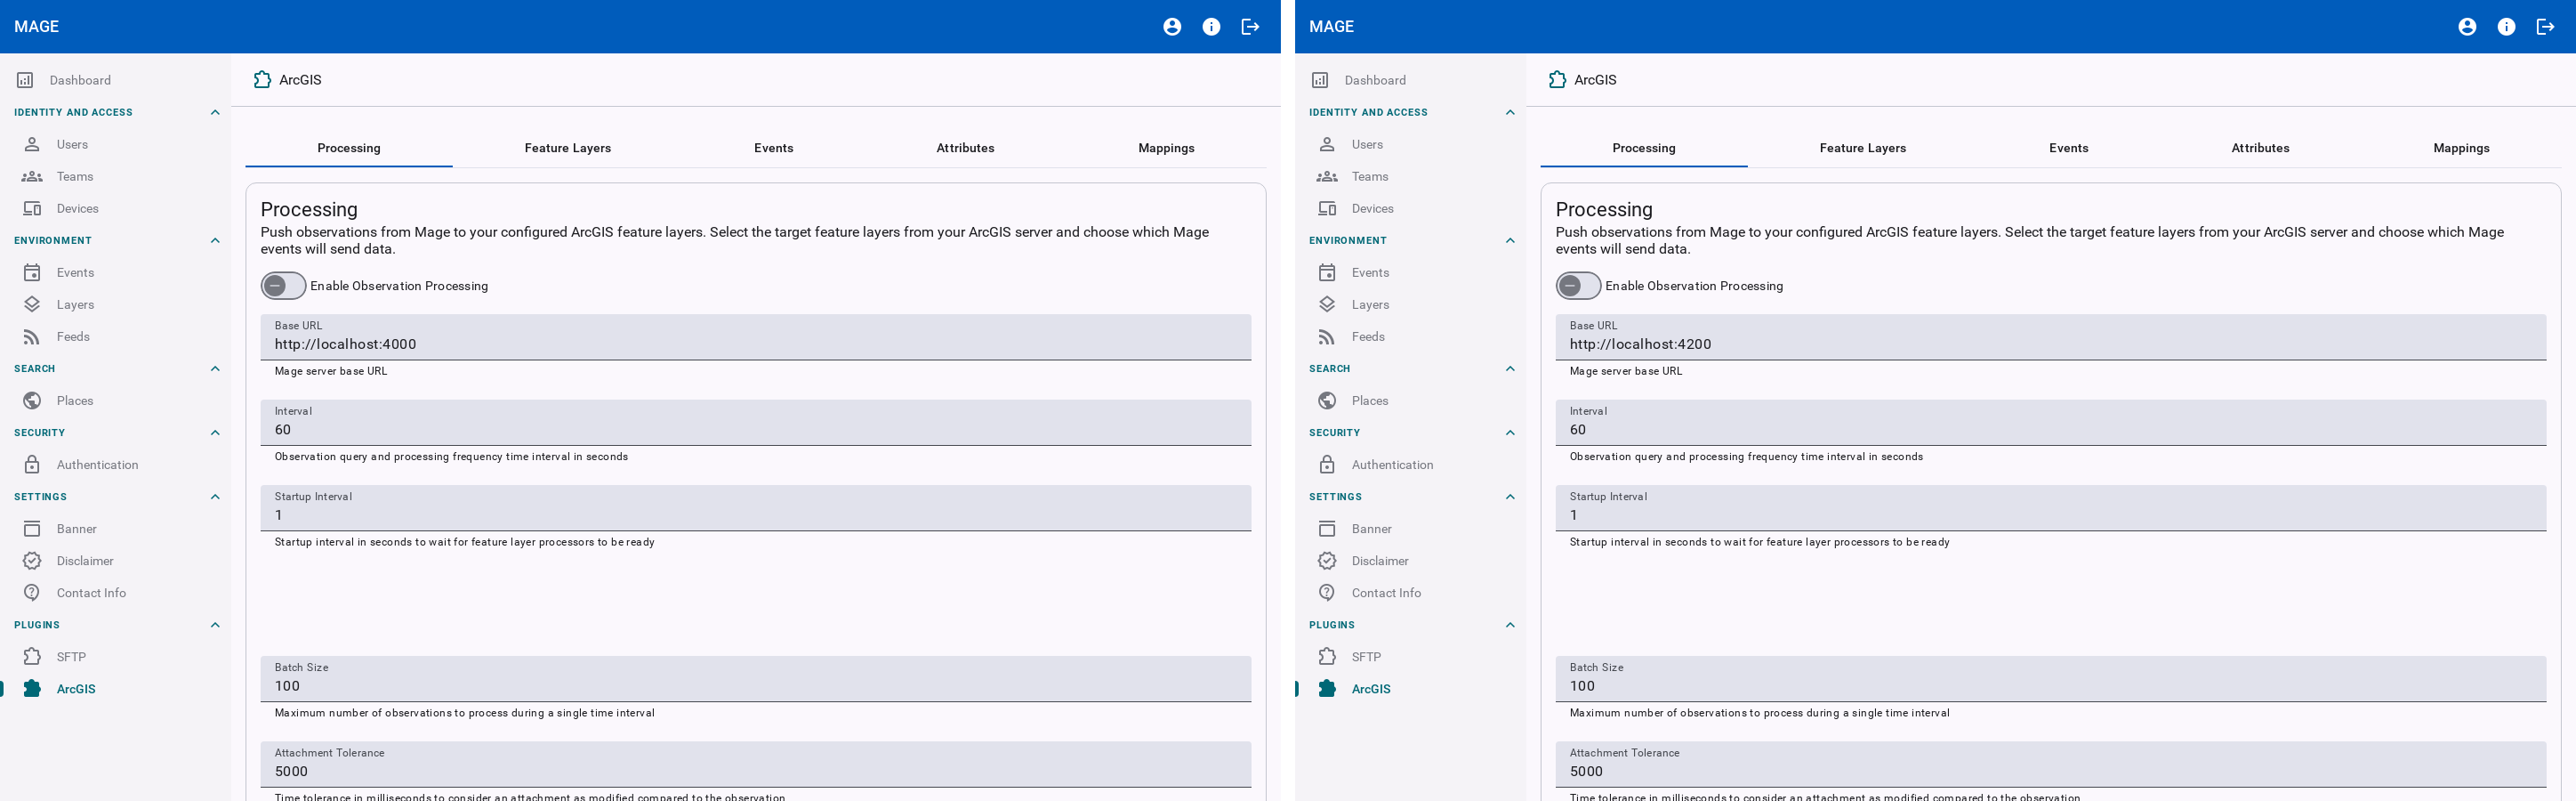 MAGE
Dashboard
IDENTITY AND ACCESS
Users
Teams
Devices
ENVIRONMENT
Events
Layers
Feeds
SEARCH
Places
SECURITY
Authentication
SETTINGS
Banner
Disclaimer
Contact Info
PLUGINS
SFTP
ArcGIS
ArcGIS
Processing Feature Layers Events Attributes Mappings
Processing
Push observations from Mage to your configured ArcGIS feature layers. Select the target feature layers from your ArcGIS server and choose which Mage
events will send data.
Enable Observation Processing
Base URL
http://localhost:4000
Mage server base URL
Interval
60
Observation query and processing frequency time interval in seconds
Startup Interval
1
Startup interval in seconds to wait for feature layer processors to be ready
Batch Size
100
Maximum number of observations to process during a single time interval
Attachment Tolerance
5000
Time tolerance in milliseconds to consider an attachment as modified compared to the observation
MAGE
Dashboard
IDENTITY AND ACCESS
Users
Teams
Devices
ENVIRONMENT
Events
Layers
Feeds
SEARCH
Places
SECURITY
Authentication
SETTINGS
Banner
Disclaimer
Contact Info
PLUGINS
SFTP
ArcGIS
ArcGIS
Processing Feature Layers Events Attributes Mappings
Processing
Push observations from Mage to your configured ArcGIS feature layers. Select the target feature layers from your ArcGIS server and choose which Mage
events will send data.
Enable Observation Processing
Base URL
http://localhost:4200
Mage server base URL
Interval
60
Observation query and processing frequency time interval in seconds
Startup Interval
1
Startup interval in seconds to wait for feature layer processors to be ready
Batch Size
100
Maximum number of observations to process during a single time interval
Attachment Tolerance
5000
Time tolerance in milliseconds to consider an attachment as modified compared to the observation